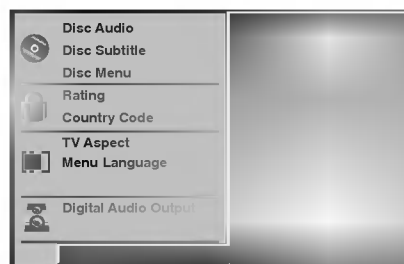 Disc Audio
Disc Subtitle
Disc Menu
Rating
Country Code
TV Aspect
Menu Language
Digital Audio Output